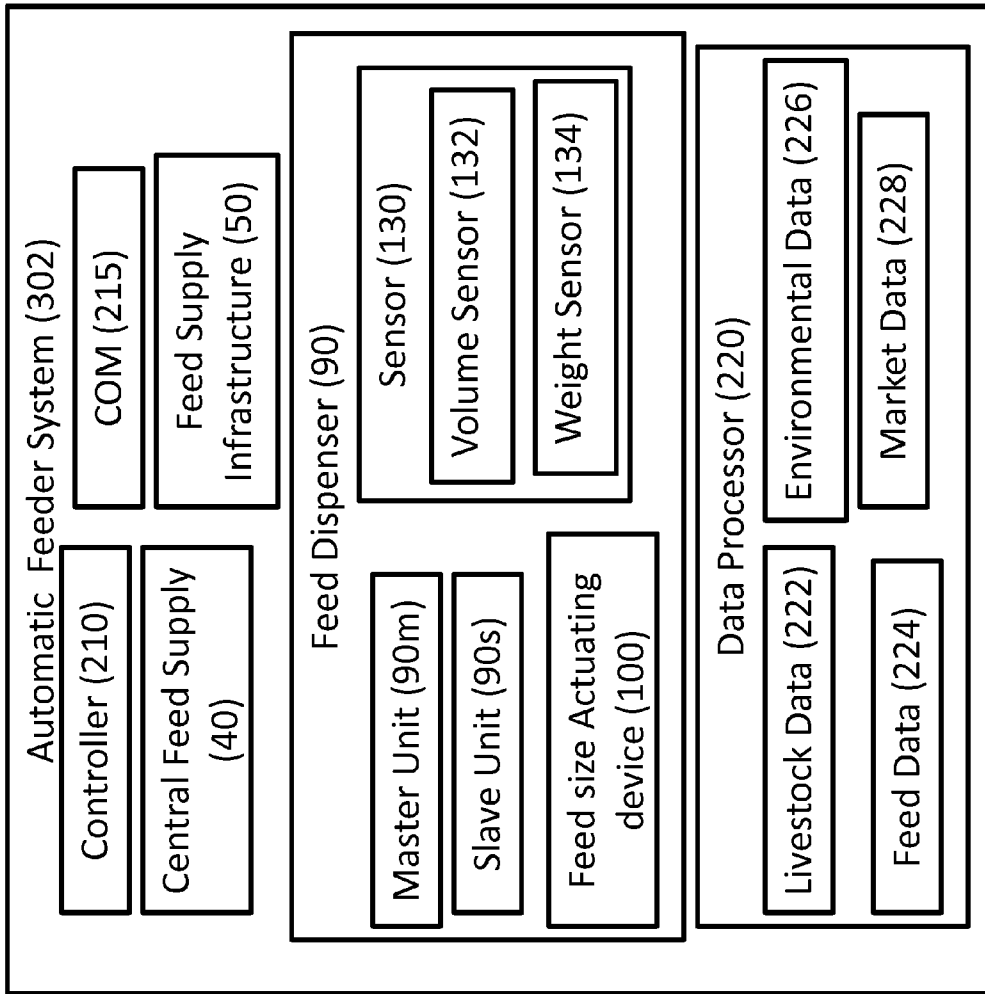 Automatic Feeder System (302)
Controller (210)
COM (215)
Central Feed Supply
(40)
Feed Supply
Infrastructure (50)
Feed Dispenser (90)
Master Unit (90m)
Slave Unit (90s)
Feed size Actuating
device (100)
Sensor (130)
Volume Sensor (132)
Weight Sensor (134)
Data Processor (220)
Livestock Data (222)
Environmental Data (226)
Feed Data (224)
Market Data (228)